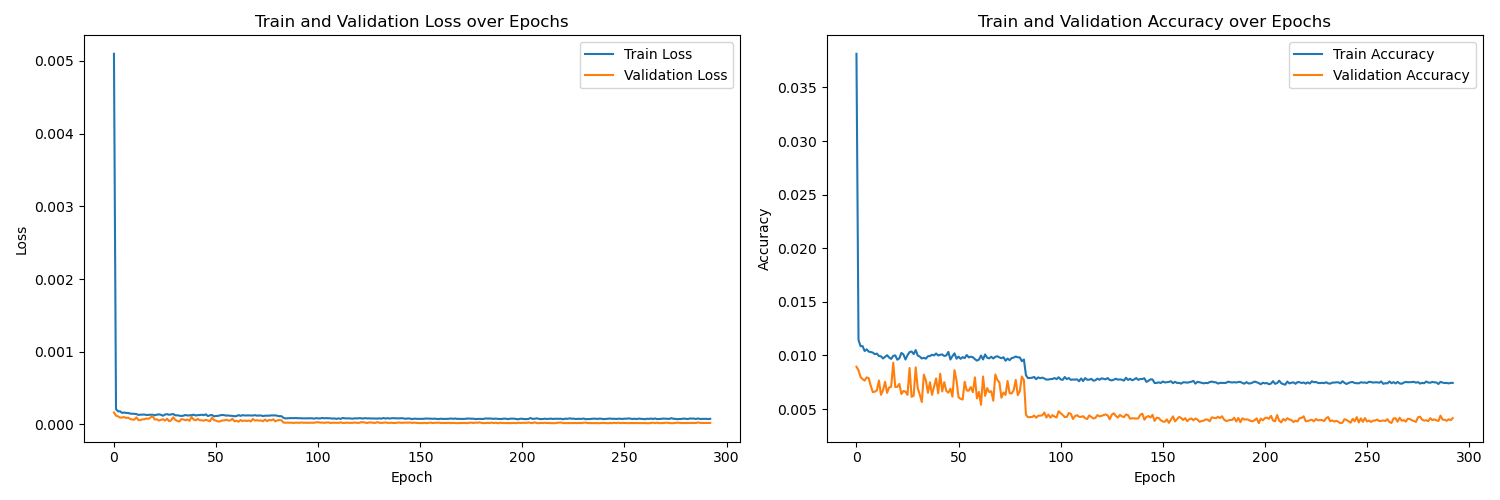 Train and Validation Loss over Epochs
Train Loss
Validation Loss
0.005
0.004
0.003
0.002
0.001
0.000
Loss
0 50 100 150 200 250 300
Epoch
Train and Validation Accuracy over Epochs
Train Accuracy
Validation Accuracy
0.035
0.030
0.025
0.020
0.015
0.010
0.005
Accuracy
0 50 100 150 200 250 300
Epoch